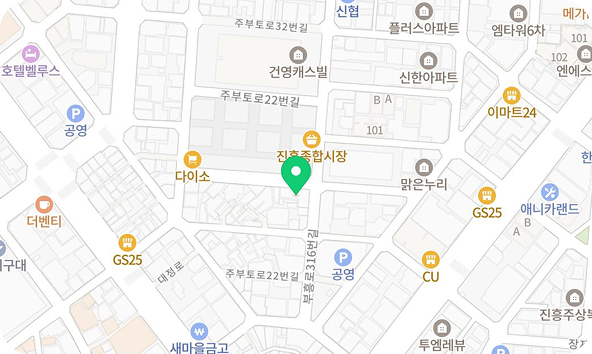 신협
주부토로32번길
플러스아파트
엠타워6차
메가
101
102
호텔벨루스
건영캐스빌
신한아파트
엔에스
주부토로22번길
B A
101
이마트24
공영
진흥종합시장
다이소
맑은누리
한
더벤티
GS25
애니카랜드
A
B
GS25
대정로
주부토로22번길
부흥로316번길
공영
CU
구대
진흥주상복
새마을금고
투엠레뷰
장